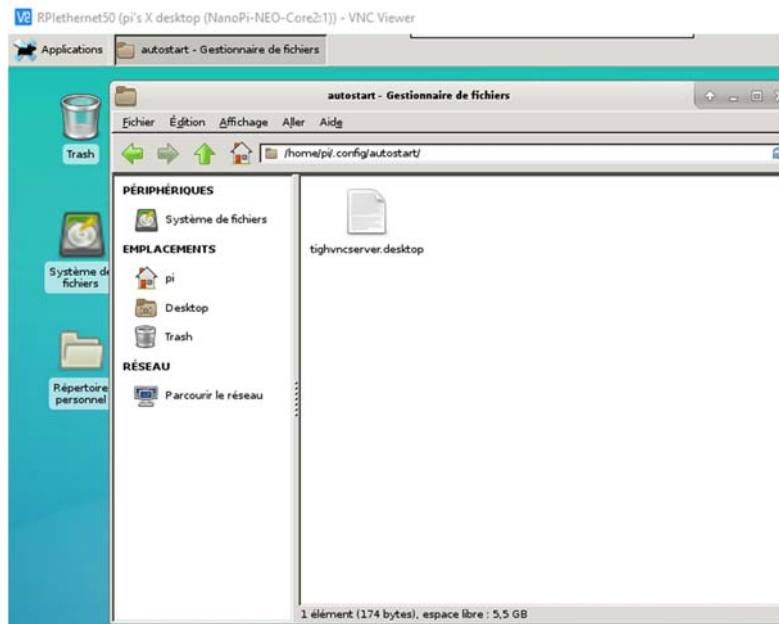 RPIethernet50 (pi's X desktop (NanoPi-NEO-Core2:1)) - VNC Viewer
Applications
autostart - Gestionnaire de fichiers
autostart - Gestionnaire de fichiers
Fichier Édition Affichage Aller Aide
/home/pi/.config/autostart/
Trash
Système de
fichiers
Répertoire
personnel
PÉRIPHÉRIQUES
Système de fichiers
EMPLACEMENTS
pi
Desktop
Trash
RÉSEAU
Parcourir le réseau
tighvncserver.desktop
1 élément (174 bytes), espace libre : 5,5 GB